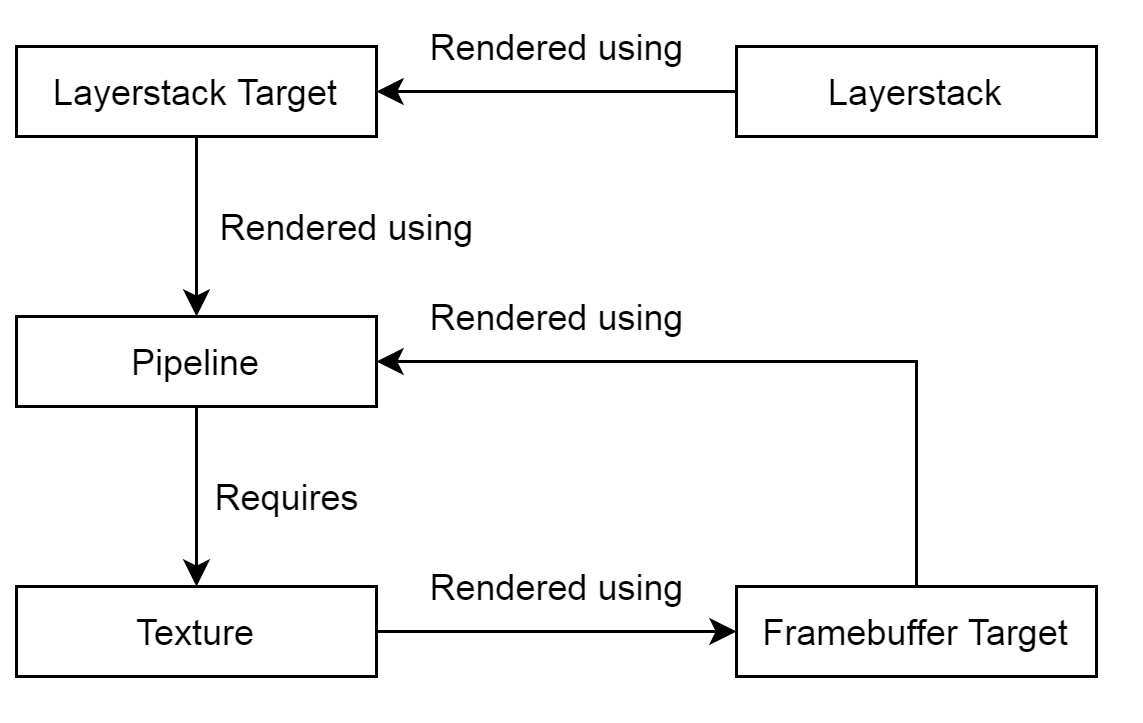 Rendered using
Layerstack Target
Layerstack
Rendered using
Rendered using
Pipeline
Requires
Rendered using
Texture
Framebuffer Target